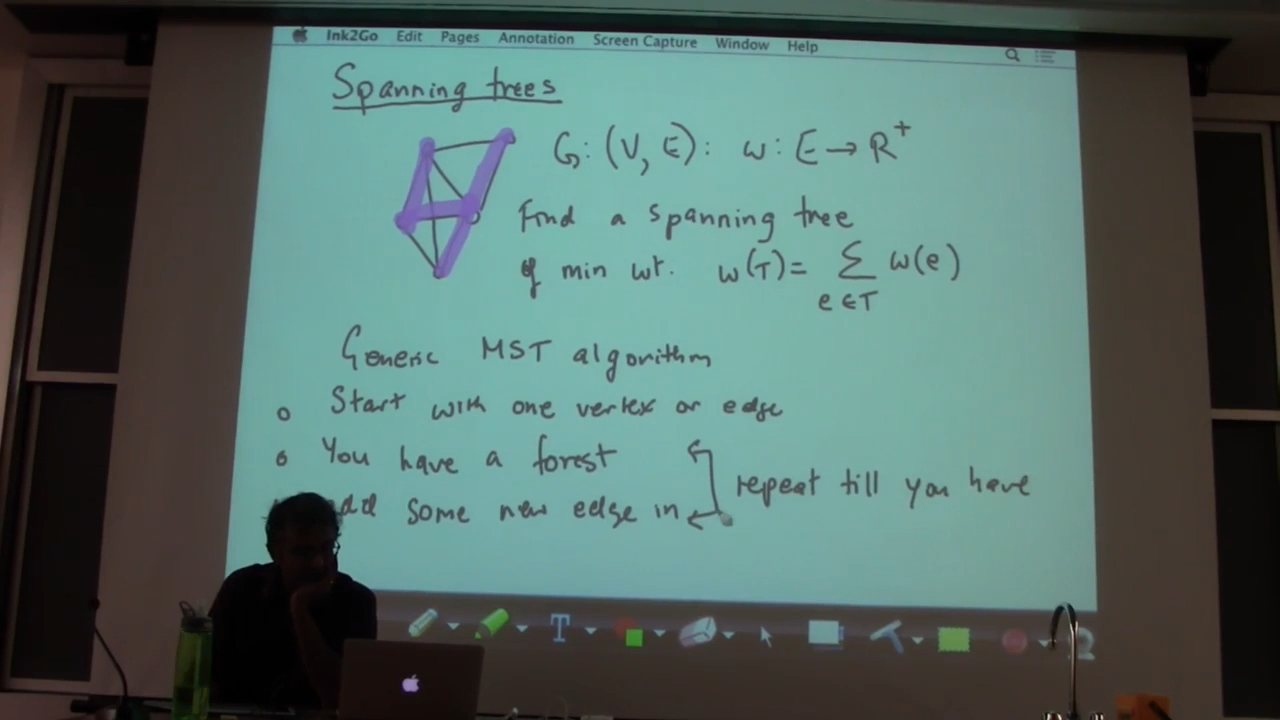 Ink2Go Edit Pages Annotation Screen Capture Window Help
Spanning trees
G: (V, E): w: E → R⁺
Find a spanning tree
of min wt. w(T) = Σ w(e)
e ∈ T
Generic MST algorithm
o Start with one vertex or edge
o You have a forest
add some new edge in
repeat till you have
T